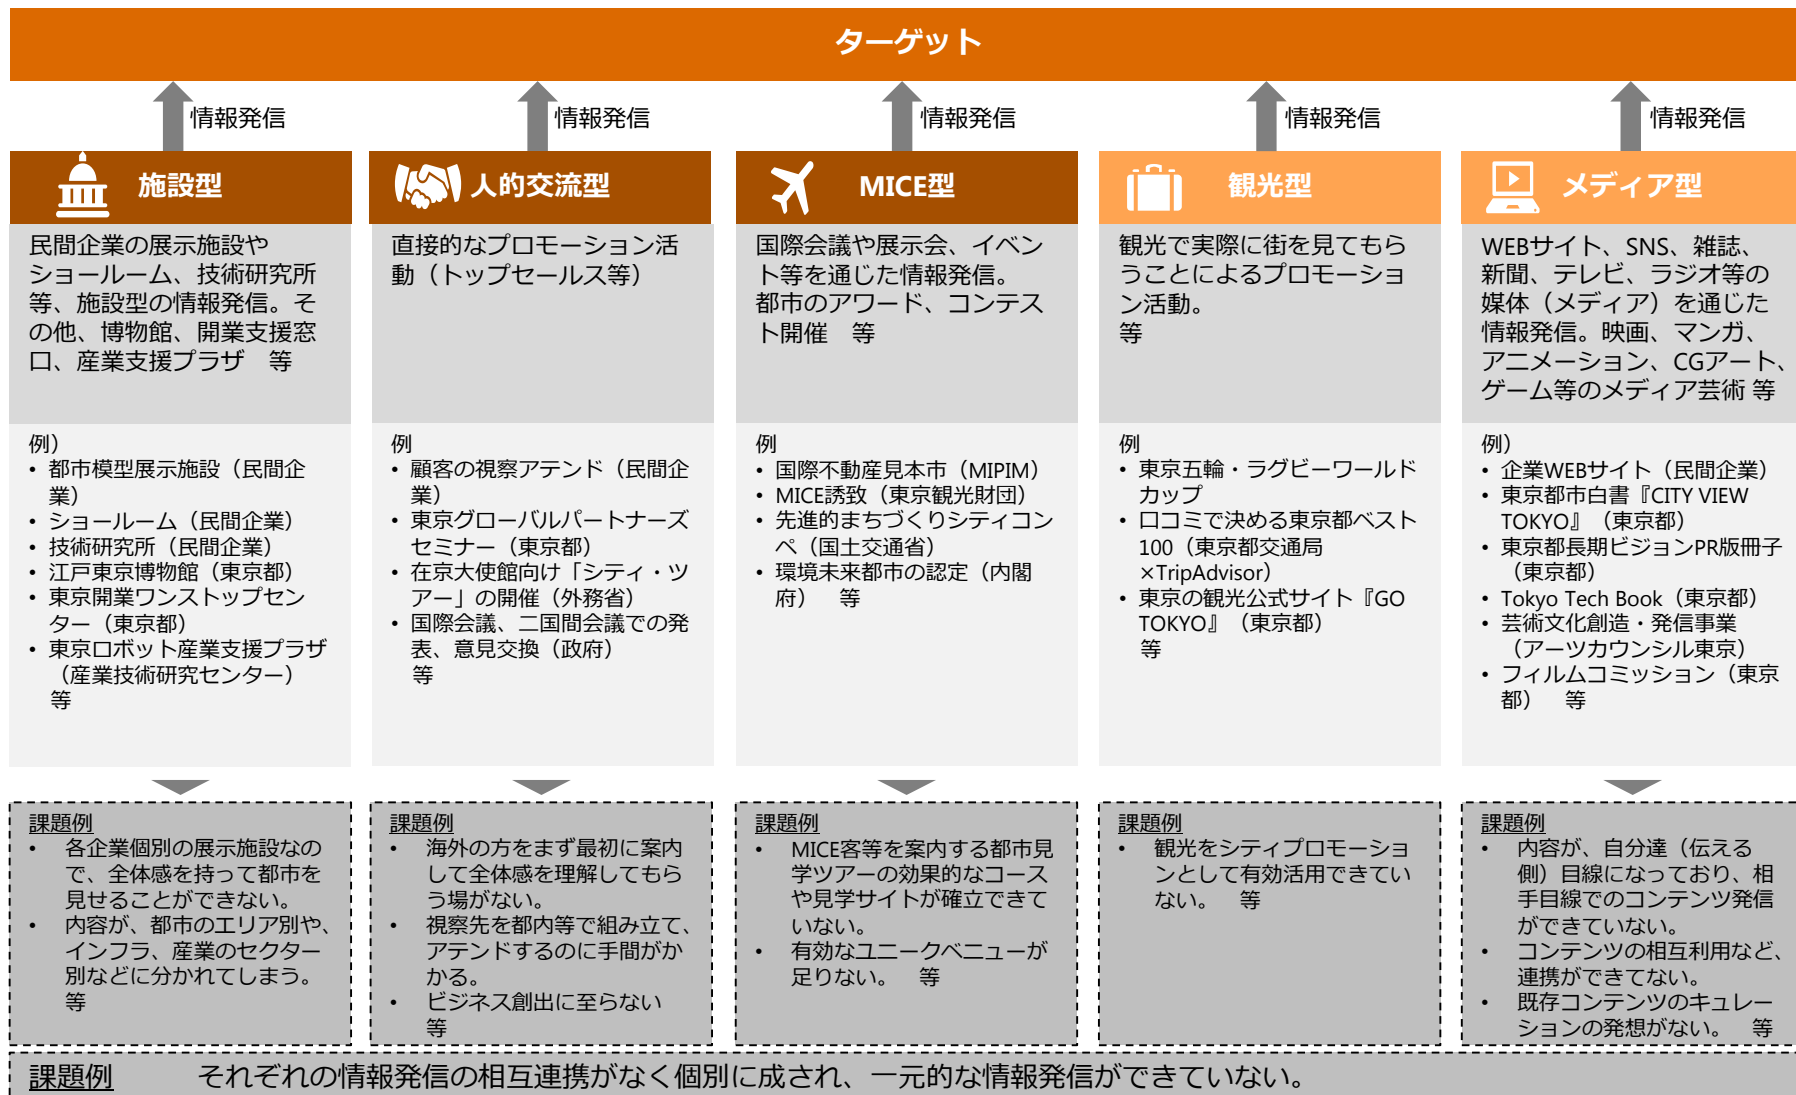 ターゲット
情報発信
情報発信
情報発信
情報発信
情報発信
施設型
民間企業の展示施設や
ショールーム、技術研究所
等、施設型の情報発信。そ
の他、博物館、開業支援窓
口、産業支援プラザ　等
例）
• 都市模型展示施設（民間企
業）
• ショールーム（民間企業）
• 技術研究所（民間企業）
• 江戸東京博物館（東京都）
• 東京開業ワンストップセン
ター（東京都）
• 東京ロボット産業支援プラザ
（産業技術研究センター）
等
課題例
• 各企業個別の展示施設なの
で、全体感を持って都市を
見せることができない。
• 内容が、都市のエリア別や、
インフラ、産業のセクター
別などに分かれてしまう。
等
人的交流型
直接的なプロモーション活
動（トップセールス等）
例
• 顧客の視察アテンド（民間企
業）
• 東京グローバルパートナーズ
セミナー（東京都）
• 在京大使館向け「シティ・ツ
アー」の開催（外務省）
• 国際会議、二国間会議での発
表、意見交換（政府）
等
課題例
• 海外の方をまず最初に案内
して全体感を理解してもら
う場がない。
• 視察先を都内等で組み立て、
アテンドするのに手間がか
かる。
• ビジネス創出に至らない
等
MICE型
国際会議や展示会、イベン
ト等を通じた情報発信。
都市のアワード、コンテス
ト開催　等
例
• 国際不動産見本市（MIPIM）
• MICE誘致（東京観光財団）
• 先進的まちづくりシティコン
ペ（国土交通省）
• 環境未来都市の認定（内閣
府）　等
課題例
• MICE客等を案内する都市見
学ツアーの効果的なコース
や見学サイトが確立できて
いない。
• 有効なユニークベニューが
足りない。　等
観光型
観光で実際に街を見てもら
うことによるプロモーショ
ン活動。
等
例
• 東京五輪・ラグビーワールド
カップ
• 口コミで決める東京都ベスト
100（東京都交通局
×TripAdvisor）
• 東京の観光公式サイト『GO
TOKYO』（東京都）
等
課題例
• 観光をシティプロモーショ
ンとして有効活用できてい
ない。　等
メディア型
WEBサイト、SNS、雑誌、
新聞、テレビ、ラジオ等の
媒体（メディア）を通じた
情報発信。映画、マンガ、
アニメーション、CGアート、
ゲーム等のメディア芸術 等
例）
• 企業WEBサイト（民間企業）
• 東京都市白書『CITY VIEW
TOKYO』（東京都）
• 東京都長期ビジョンPR版冊子
（東京都）
• Tokyo Tech Book（東京都）
• 芸術文化創造・発信事業
（アーツカウンシル東京）
• フィルムコミッション（東京
都）　等
課題例
• 内容が、自分達（伝える
側）目線になっており、相
手目線でのコンテンツ発信
ができていない。
• コンテンツの相互利用など、
連携ができてない。
• 既存コンテンツのキュレー
ションの発想がない。　等
課題例　それぞれの情報発信の相互連携がなく個別に成され、一元的な情報発信ができていない。